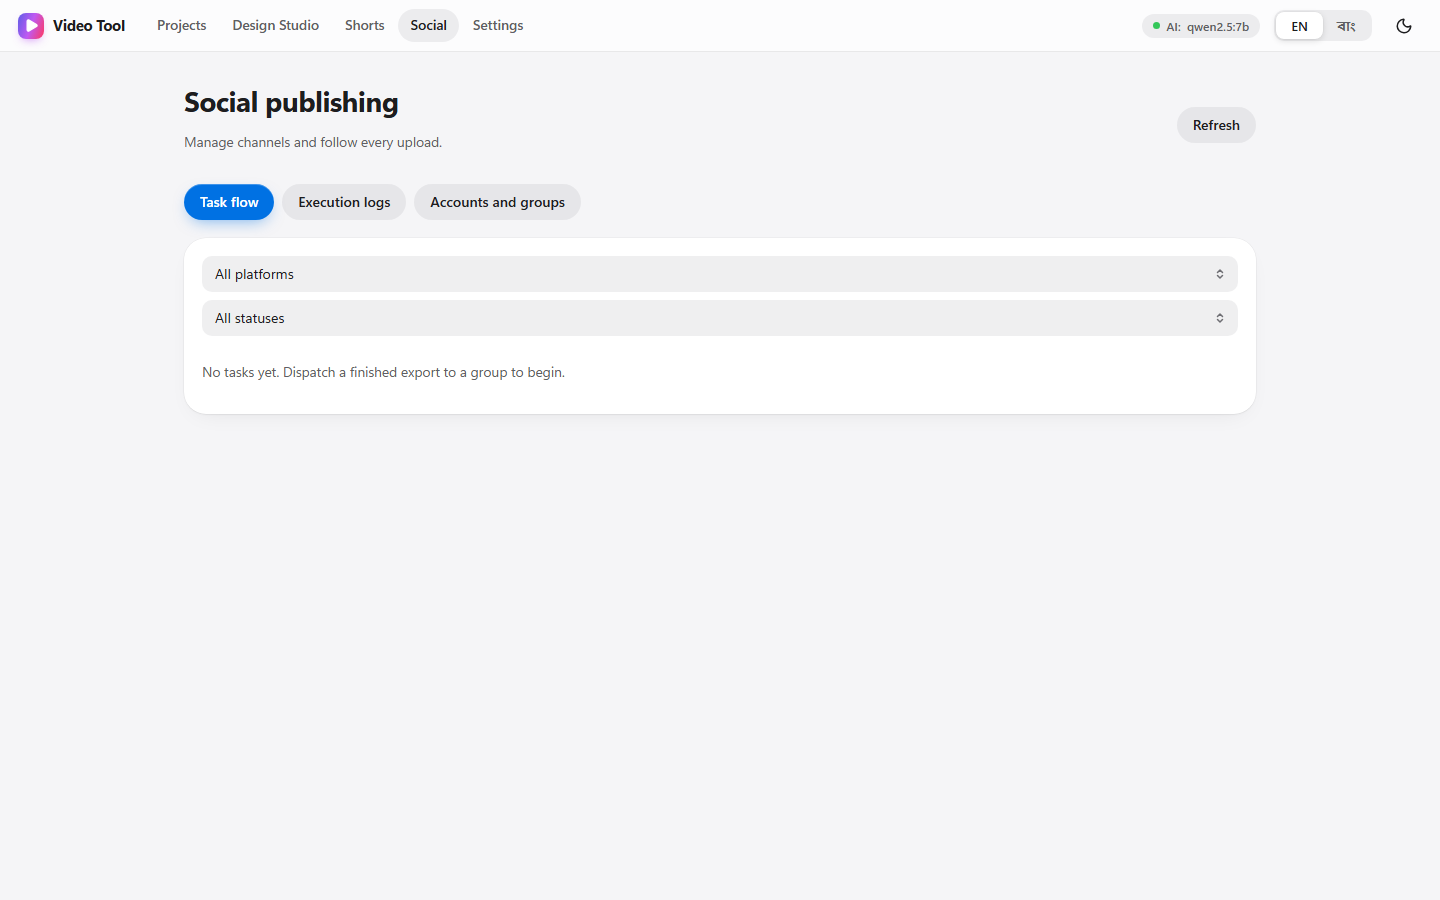 Video Tool
Projects
Design Studio
Shorts
Social
Settings
AI: qwen2.5:7b
EN
বাং
Social publishing
Manage channels and follow every upload.
Refresh
Task flow
Execution logs
Accounts and groups
All platforms
All statuses
No tasks yet. Dispatch a finished export to a group to begin.